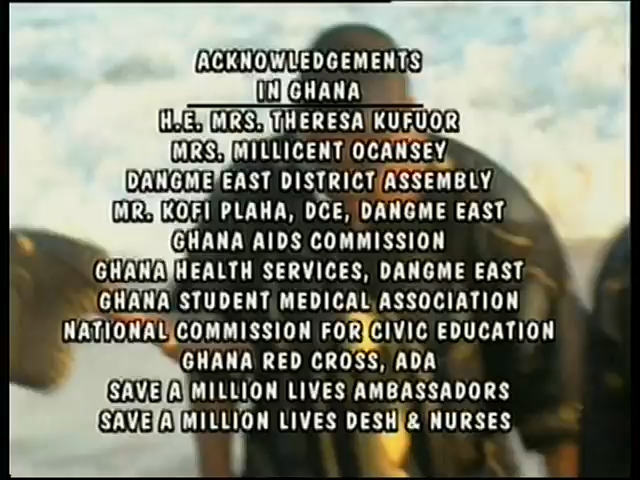 ACKNOWLEDGEMENTS
IN GHANA
H.E. MRS. THERESA KUFUOR
MRS. MILLICENT OCANSEY
DANGME EAST DISTRICT ASSEMBLY
MR. KOFI PLAHA, DCE, DANGME EAST
GHANA AIDS COMMISSION
GHANA HEALTH SERVICES, DANGME EAST
GHANA STUDENT MEDICAL ASSOCIATION
NATIONAL COMMISSION FOR CIVIC EDUCATION
GHANA RED CROSS, ADA
SAVE A MILLION LIVES AMBASSADORS
SAVE A MILLION LIVES DESH & NURSES